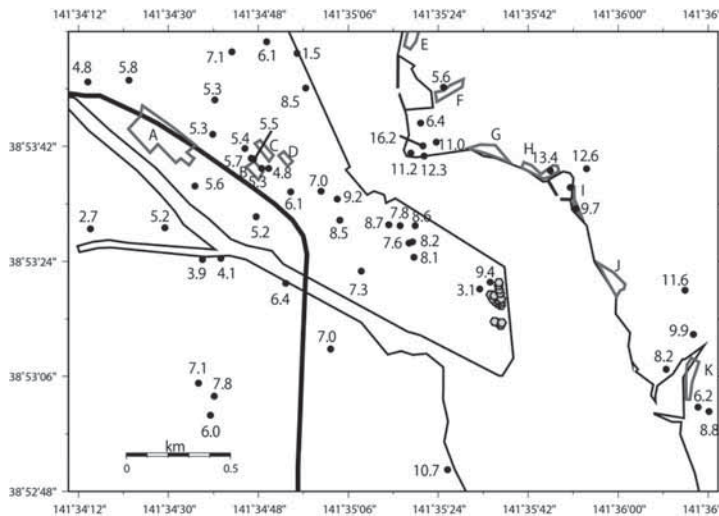 141°34'12" 141°34'30" 141°34'48" 141°35'06" 141°35'24" 141°35'42" 141°36'00" 141°36'
7.1 6.1 1.5 E
4.8 5.8 5.6
5.3 8.5 F
5.5 6.4
38°53'42" A 5.3 5.4 C 16.2 11.0 G
5.7 D H 13.4 12.6
B 4.8 11.2 12.3
5.6 5.3 6.1 7.0 9.2 I
2.7 5.2 5.2 8.5 8.7 7.8 8.6 9.7
7.6 8.2
38°53'24" 3.9 4.1 8.1 J
7.3 9.4 11.6
6.4 3.1
7.0 9.9
38°53'06" 7.1 8.2 K
7.8
6.0 6.2
km 8.8
0 0.5 10.7
38°52'48"
141°34'12" 141°34'30" 141°34'48" 141°35'06" 141°35'24" 141°35'42" 141°36'00" 141°36'